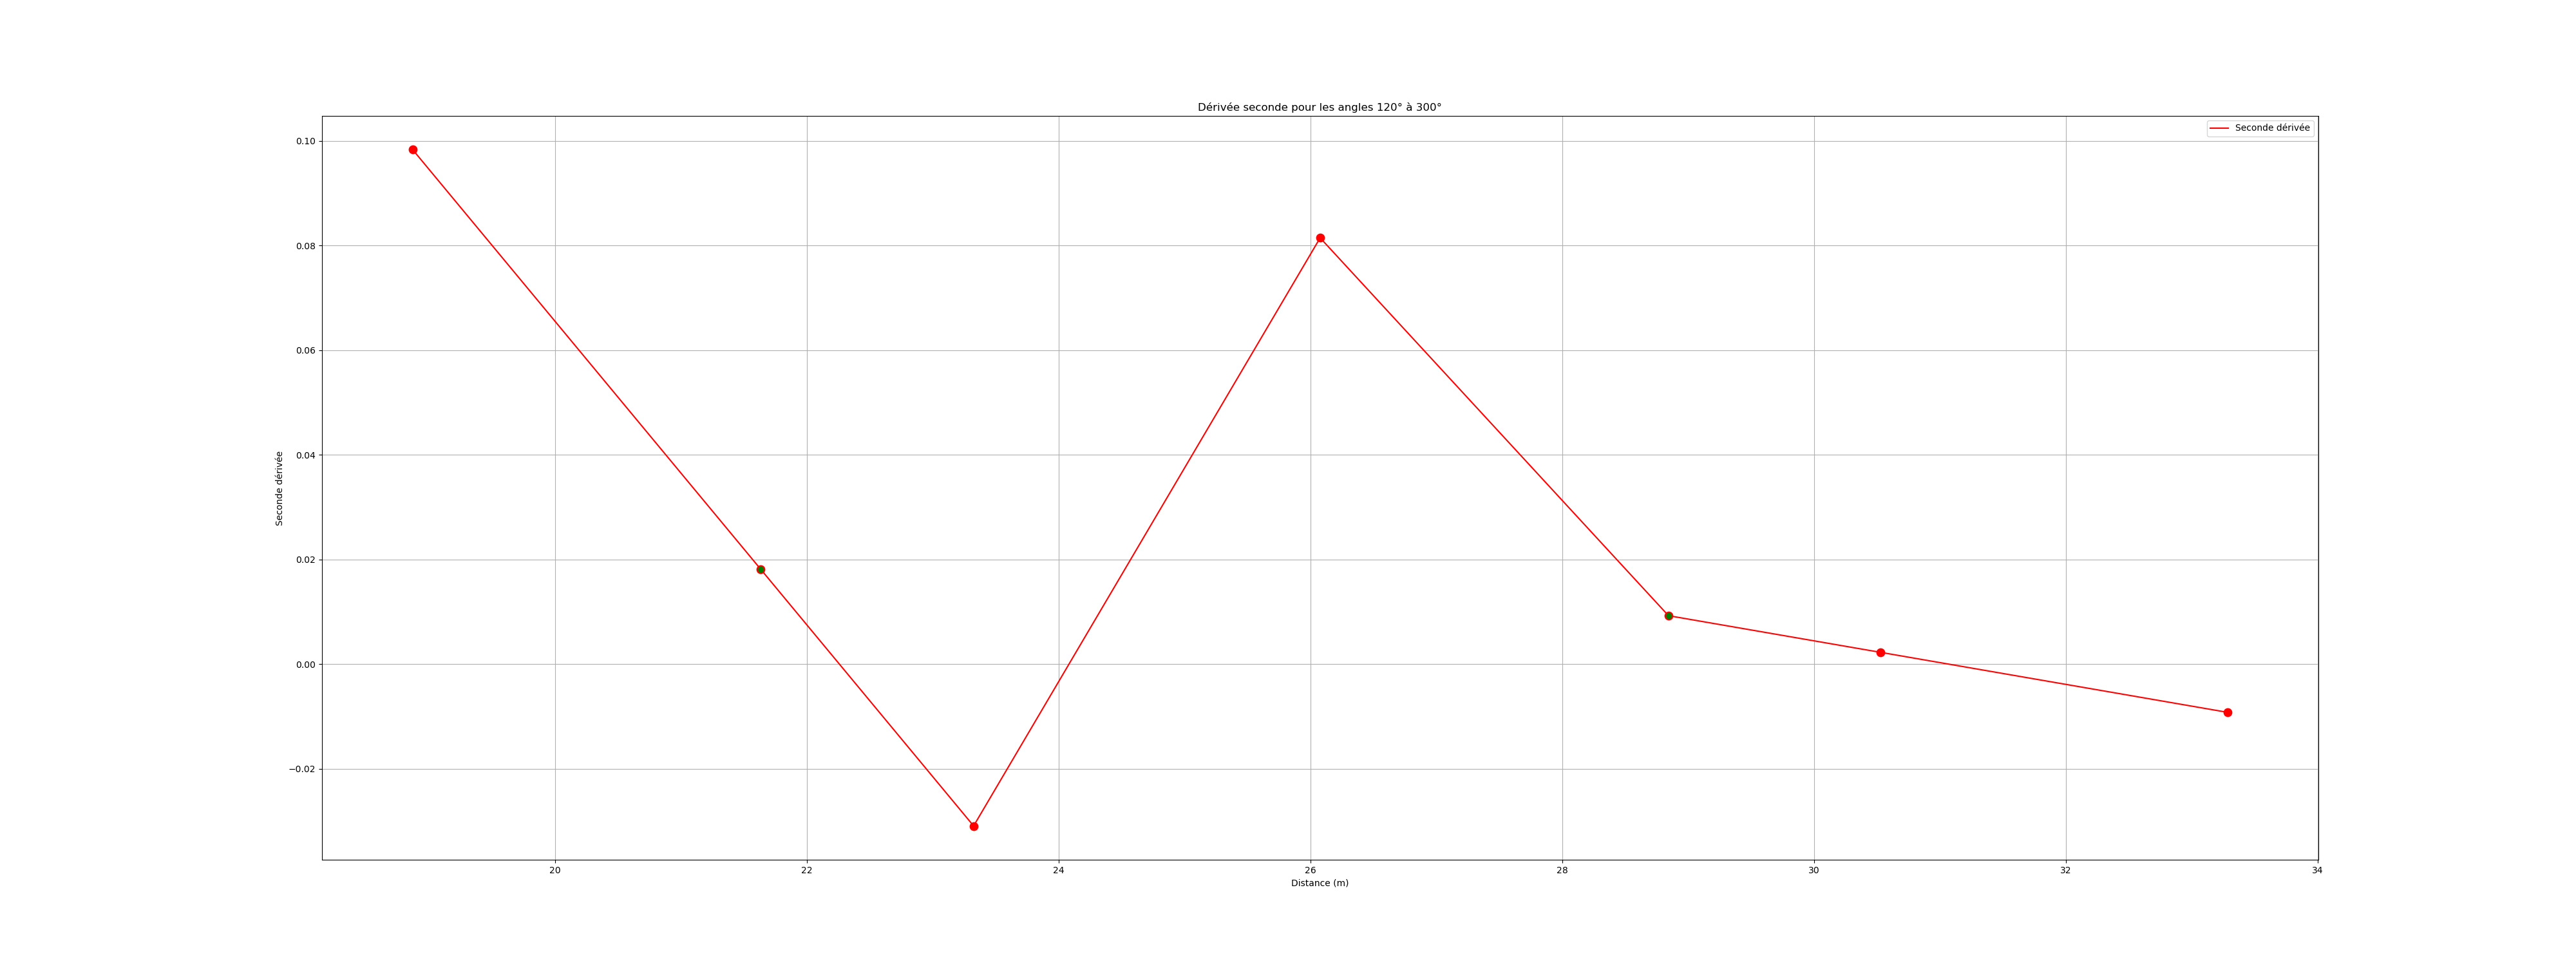 Dérivée seconde pour les angles 120° à 300°
Seconde dérivée
0.10
0.08
0.06
0.04
0.02
0.00
−0.02
Seconde dérivée
20 22 24 26 28 30 32 34
Distance (m)